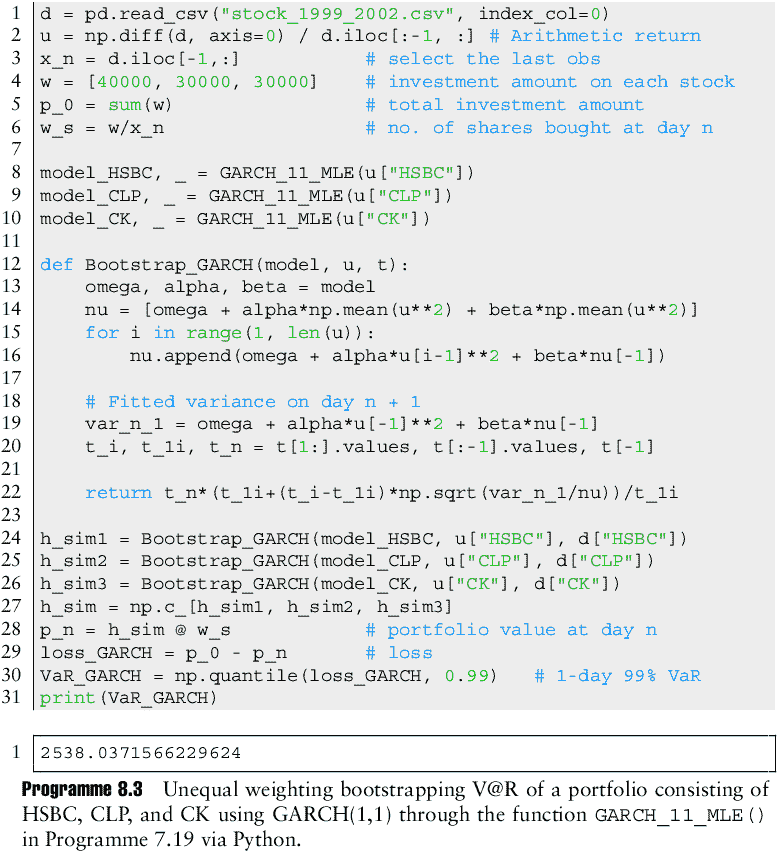 1 d = pd.read_csv("stock_1999_2002.csv", index_col=0)
2 u = np.diff(d, axis=0) / d.iloc[:-1, :] # Arithmetic return
3 x_n = d.iloc[-1,:] # select the last obs
4 w = [40000, 30000, 30000] # investment amount on each stock
5 p_0 = sum(w) # total investment amount
6 w_s = w/x_n # no. of shares bought at day n
7
8 model_HSBC, _ = GARCH_11_MLE(u["HSBC"])
9 model_CLP, _ = GARCH_11_MLE(u["CLP"])
10 model_CK, _ = GARCH_11_MLE(u["CK"])
11
12 def Bootstrap_GARCH(model, u, t):
13 omega, alpha, beta = model
14 nu = [omega + alpha*np.mean(u**2) + beta*np.mean(u**2)]
15 for i in range(1, len(u)):
16 nu.append(omega + alpha*u[i-1]**2 + beta*nu[-1])
17
18 # Fitted variance on day n + 1
19 var_n_1 = omega + alpha*u[-1]**2 + beta*nu[-1]
20 t_i, t_1i, t_n = t[1:].values, t[:-1].values, t[-1]
21
22 return t_n*(t_1i+(t_i-t_1i)*np.sqrt(var_n_1/nu))/t_1i
23
24 h_sim1 = Bootstrap_GARCH(model_HSBC, u["HSBC"], d["HSBC"])
25 h_sim2 = Bootstrap_GARCH(model_CLP, u["CLP"], d["CLP"])
26 h_sim3 = Bootstrap_GARCH(model_CK, u["CK"], d["CK"])
27 h_sim = np.c_[h_sim1, h_sim2, h_sim3]
28 p_n = h_sim @ w_s # portfolio value at day n
29 loss_GARCH = p_0 - p_n # loss
30 VaR_GARCH = np.quantile(loss_GARCH, 0.99) # 1-day 99% VaR
31 print(VaR_GARCH)
1 2538.0371566229624
Programme 8.3 Unequal weighting bootstrapping V@R of a portfolio consisting of
HSBC, CLP, and CK using GARCH(1,1) through the function GARCH_11_MLE()
in Programme 7.19 via Python.